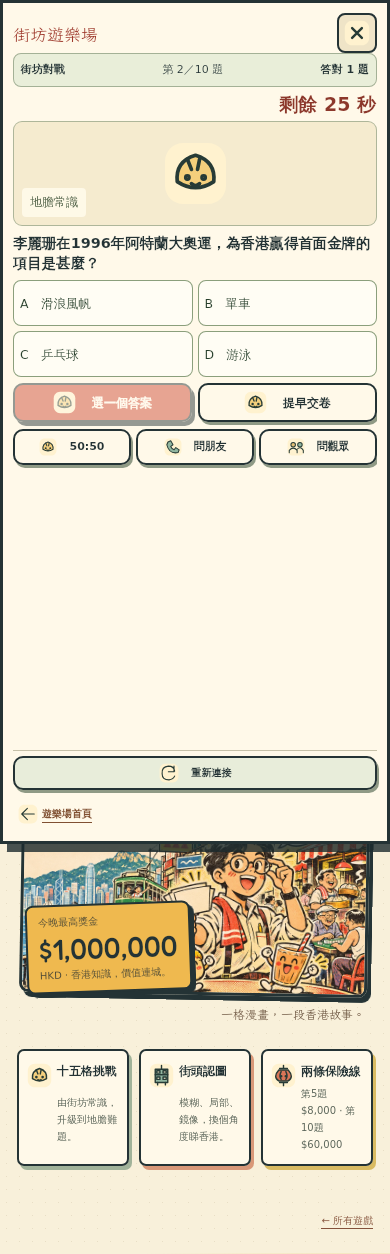 街坊遊樂場
街坊對戰 第 2／10 題 答對 1 題
剩餘 25 秒
地膽常識
李麗珊在1996年阿特蘭大奧運，為香港贏得首面金牌的
項目是甚麼？
A 滑浪風帆
B 單車
C 乒乓球
D 游泳
選一個答案
提早交卷
50:50
問朋友
問觀眾
重新連接
遊樂場首頁
今晚最高獎金
$1,000,000
HKD · 香港知識，價值連城。
一格漫畫，一段香港故事。
十五格挑戰
由街坊常識，
升級到地膽難
題。
街頭認圖
模糊、局部、
鏡像，換個角
度睇香港。
兩條保險線
第5題
$8,000 · 第
10題
$60,000
← 所有遊戲